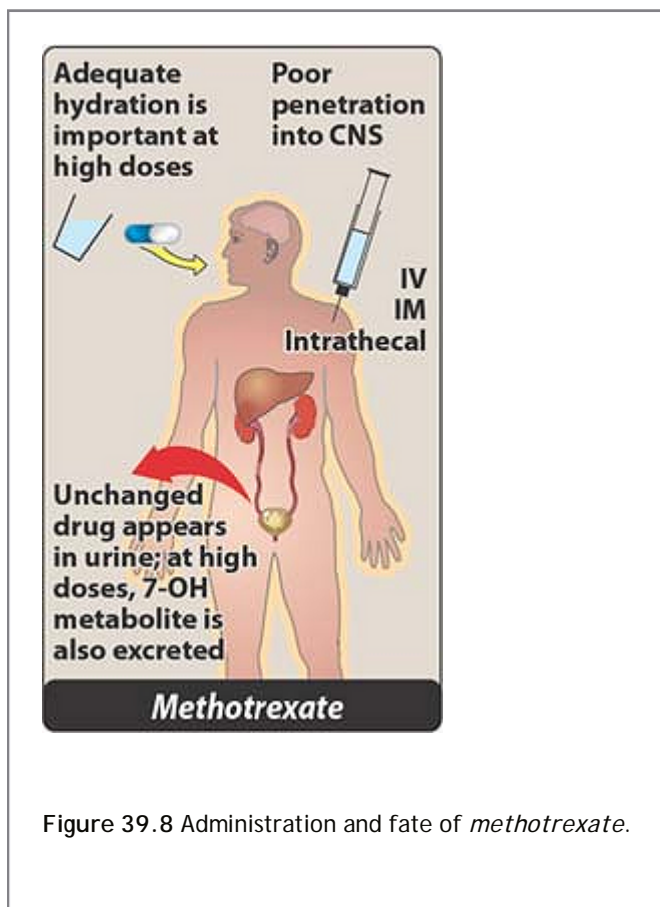 Adequate
hydration is
important at
high doses
Poor
penetration
into CNS
IV
IM
Intrathecal
Unchanged
drug appears
in urine; at high
doses, 7-OH
metabolite is
also excreted
Methotrexate
Figure 39.8 Administration and fate of methotrexate.